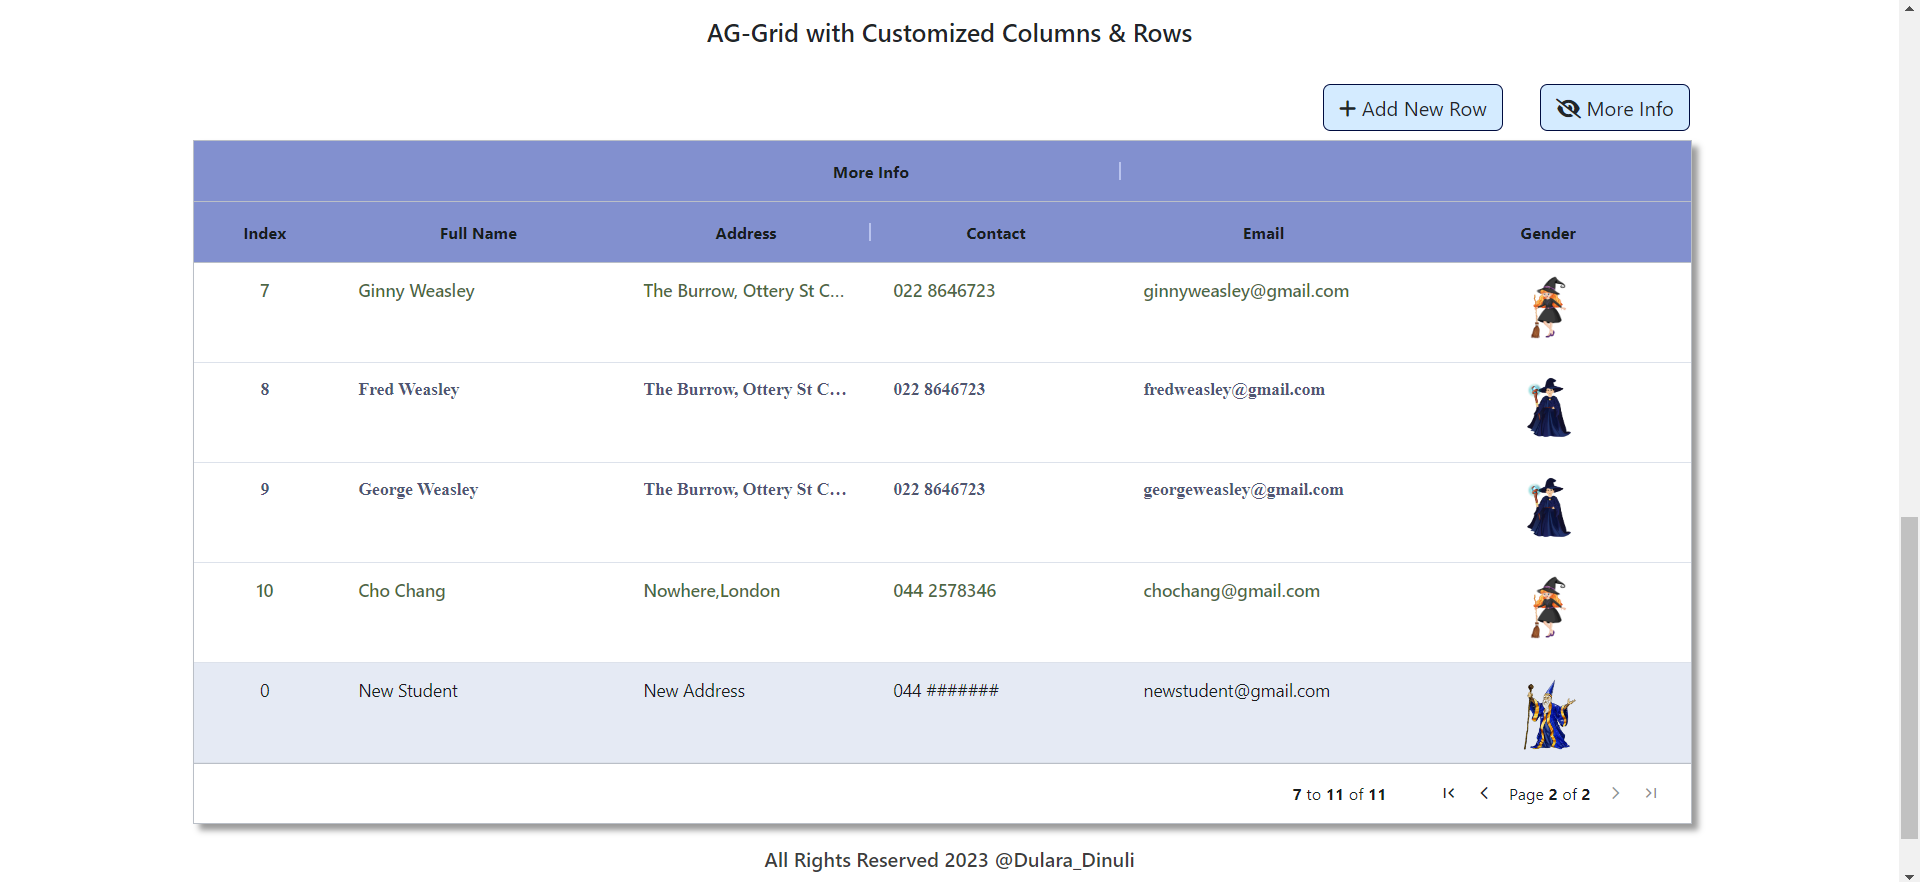 AG-Grid with Customized Columns & Rows
Add New Row More Info
More Info
Index Full Name Address Contact Email Gender
7 Ginny Weasley The Burrow, Ottery St C... 022 8646723 ginnyweasley@gmail.com
8 Fred Weasley The Burrow, Ottery St C... 022 8646723 fredweasley@gmail.com
9 George Weasley The Burrow, Ottery St C... 022 8646723 georgeweasley@gmail.com
10 Cho Chang Nowhere,London 044 2578346 chochang@gmail.com
0 New Student New Address 044 ####### newstudent@gmail.com
7 to 11 of 11 Page 2 of 2
All Rights Reserved 2023 @Dulara_Dinuli